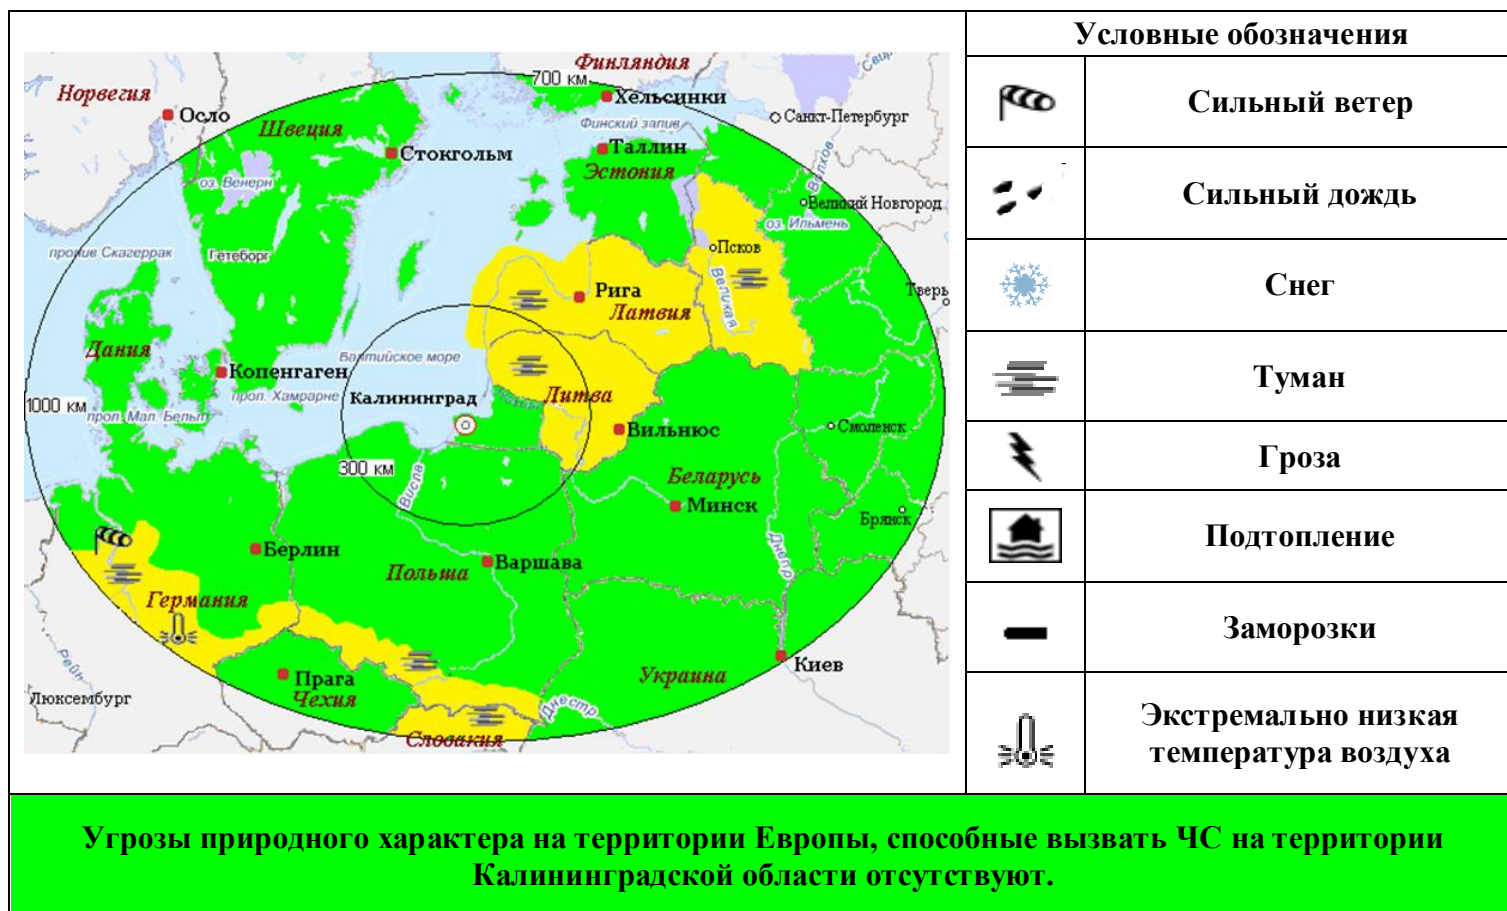 Условные обозначения
Сильный ветер
Сильный дождь
Снег
Туман
Гроза
Подтопление
Заморозки
Экстремально низкая
температура воздуха
Финляндия
700 км
Норвегия
Хельсинки
Осло
Санкт-Петербург
Финский залив
Швеция
Стокгольм
Таллин
Волхов
Эстония
оз. Венерн
Великий Новгород
оз. Ильмень
Псков
пролив Скагеррак
Гетеборг
Великая
Тверь
Рига
Латвия
Дания
Балтийское море
Копенгаген
прол. Хамрарне
Калининград
Литва
1000 км
прол. Мал. Бельт
Вильнюс
Смоленск
300 км
Висла
Беларусь
Минск
Брянск
Днепр
Берлин
Варшава
Польша
Германия
Рейн
Киев
Украина
Прага
Чехия
Люксембург
Днестр
Словакия
Угрозы природного характера на территории Европы, способные вызвать ЧС на территории
Калининградской области отсутствуют.